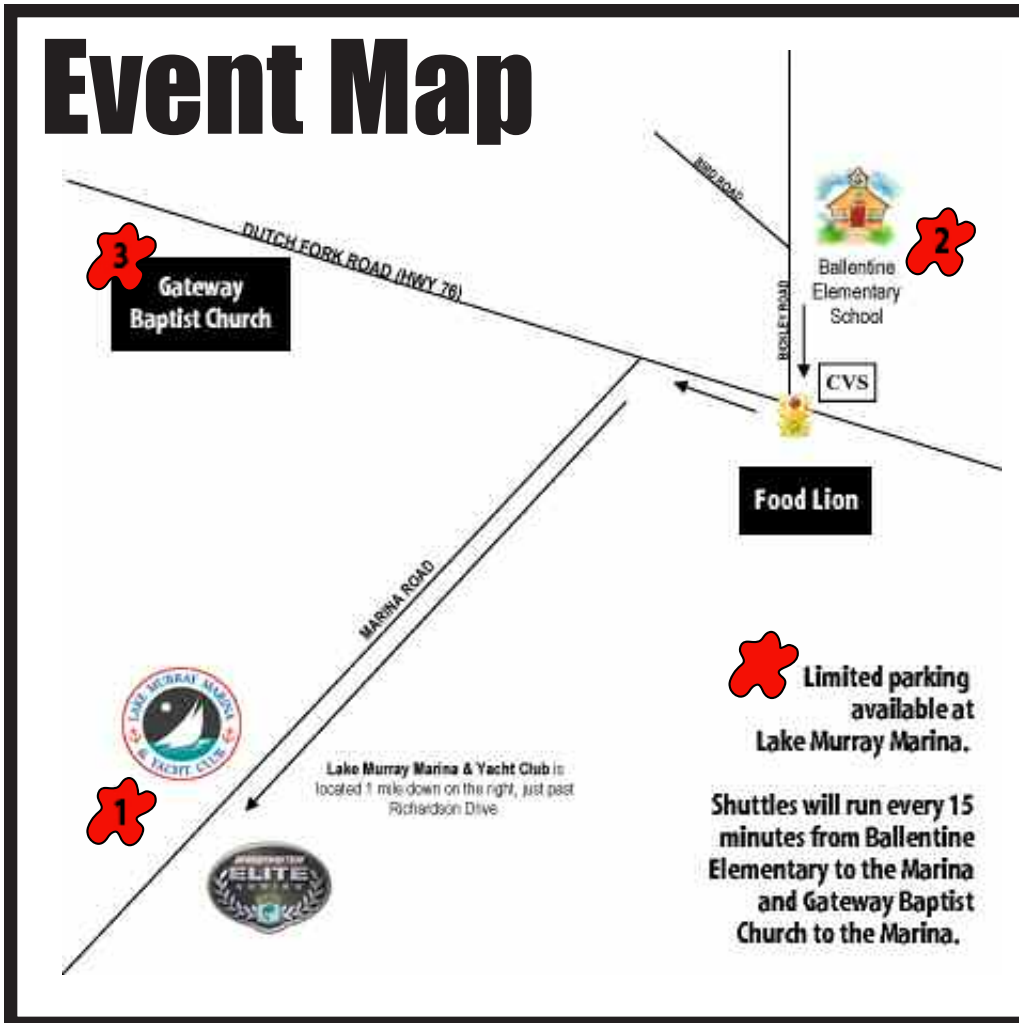 Event Map
BIRD ROAD
DUTCH FORK ROAD (HWY 76)
3
Gateway
Baptist Church
2
Ballentine
Elementary
School
BICKLEY ROAD
CVS
Food Lion
MARINA ROAD
LAKE MURRAY MARINA
& YACHT CLUB
1
Lake Murray Marina & Yacht Club is
located 1 mile down on the right, just past
Richardson Drive
ELITE
Limited parking
available at
Lake Murray Marina.
Shuttles will run every 15
minutes from Ballentine
Elementary to the Marina
and Gateway Baptist
Church to the Marina.